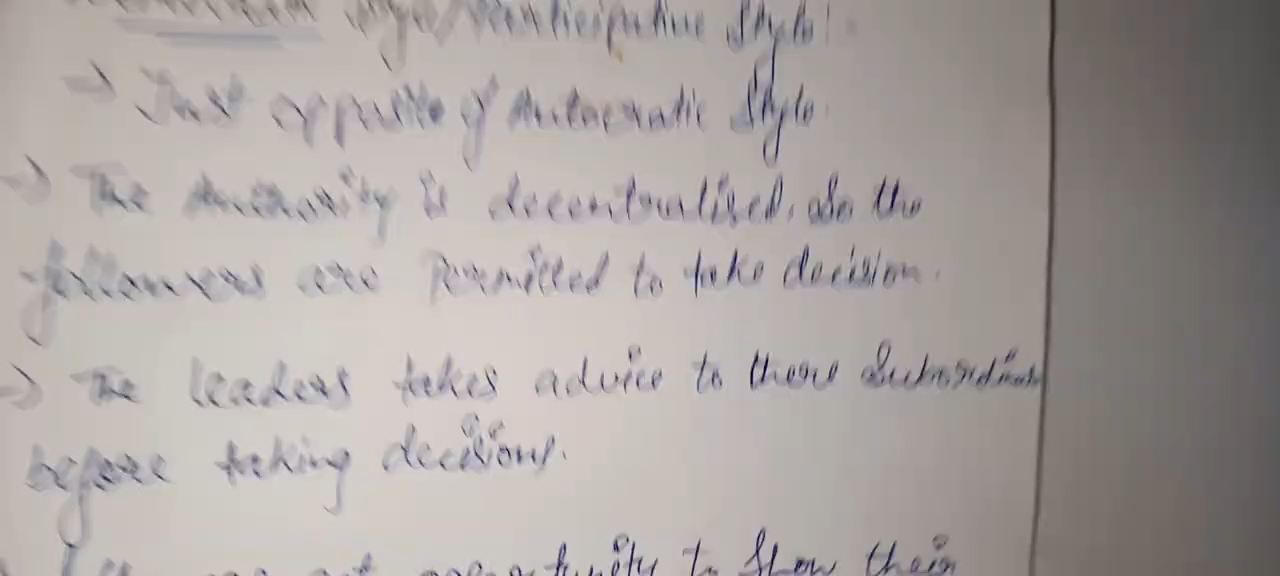 Style/Participative Style:
→ Just opposite of Autocratic Style.
→ The Authority is decentralised. So the
followers are permitted to take decision.
→ The leaders takes advice to there Subordinates
before taking decisions.
opportunity to show their